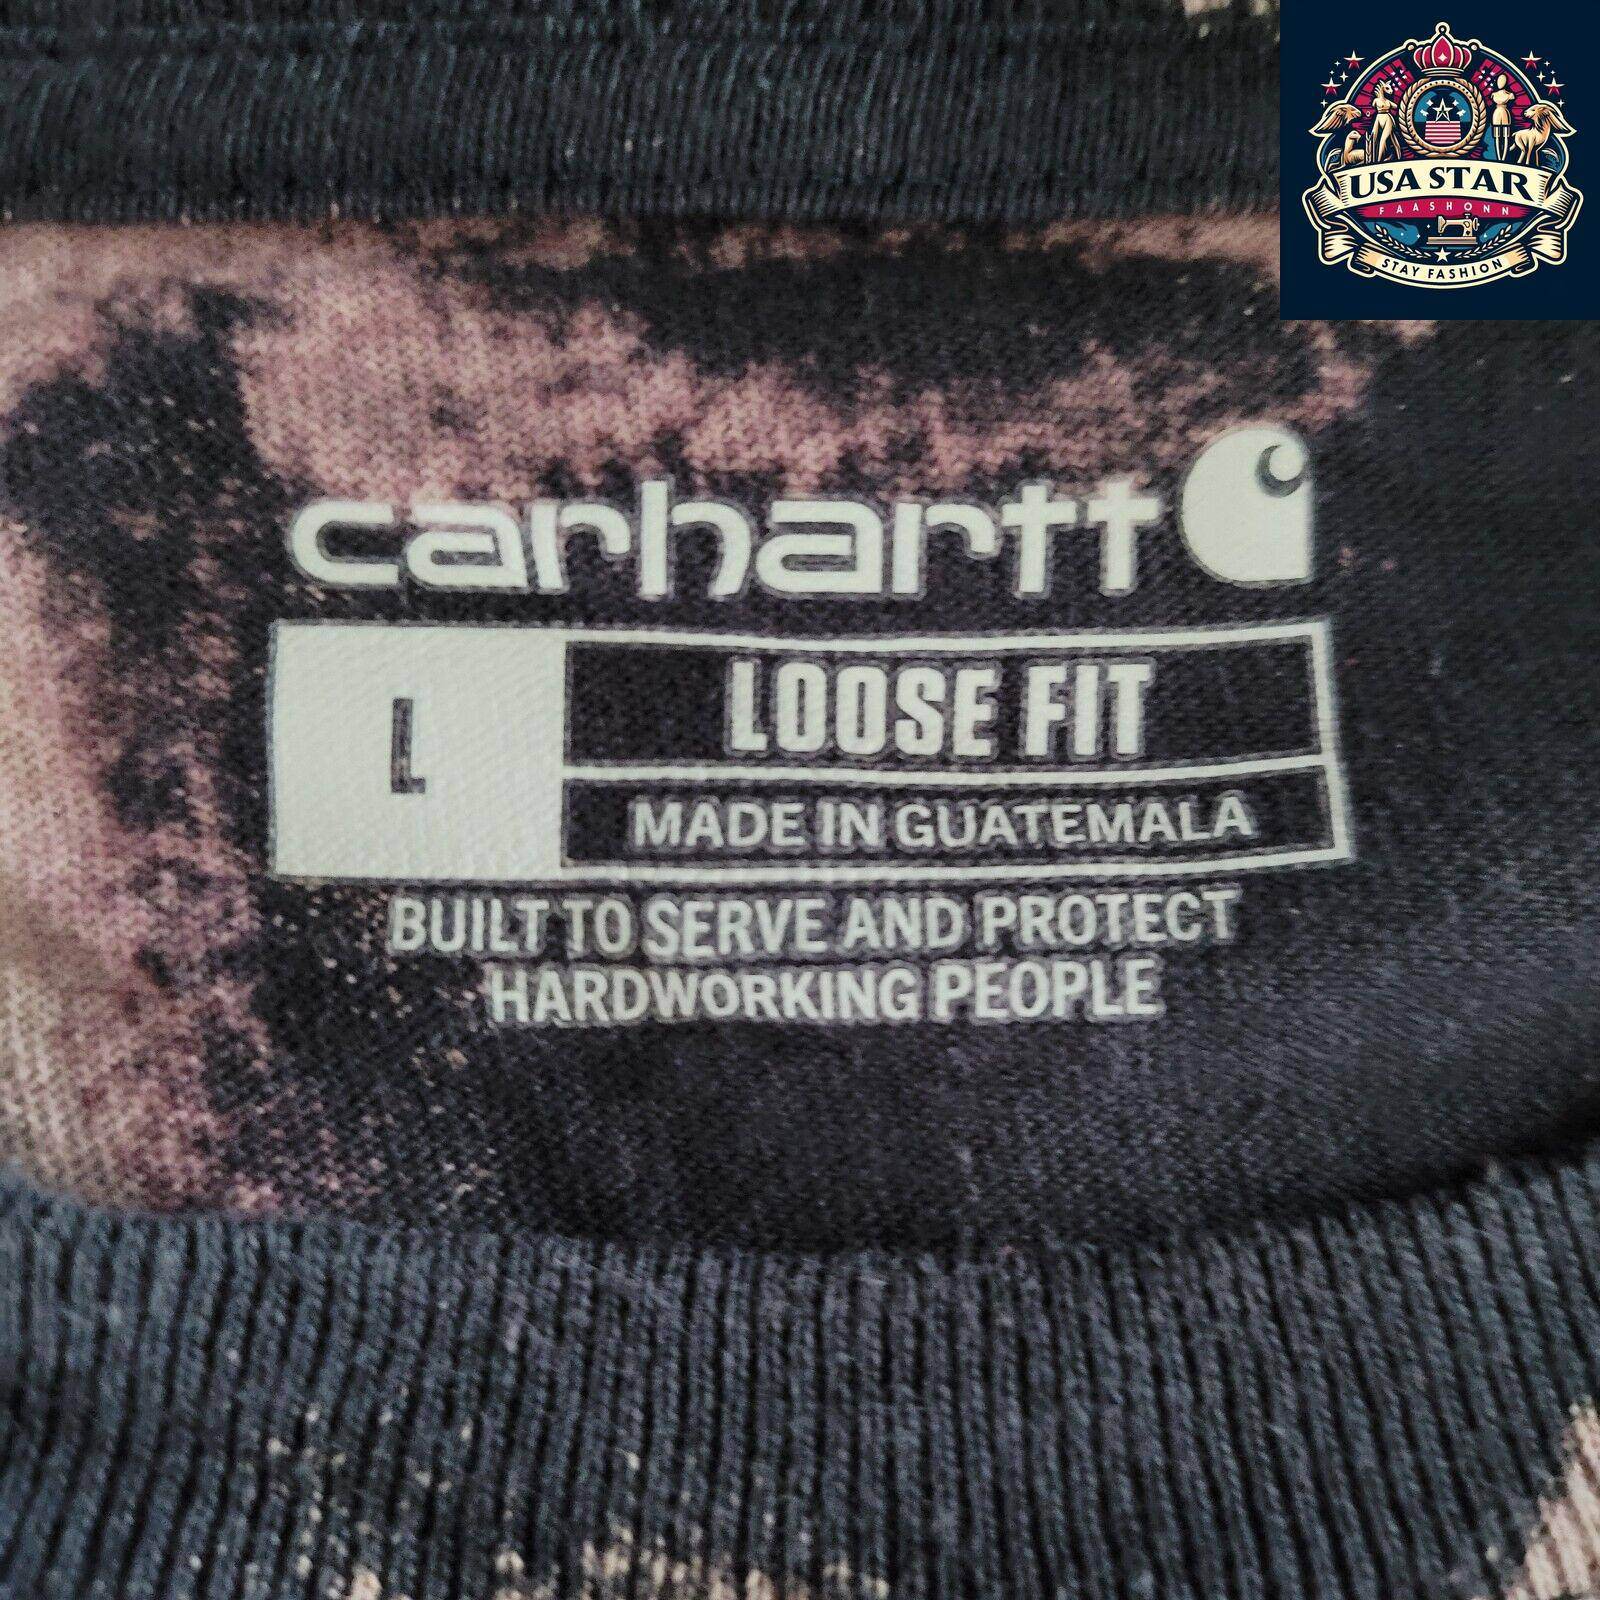 USA STAR
FAASHONN
STAY FASHION
carhartt
L
LOOSE FIT
MADE IN GUATEMALA
BUILT TO SERVE AND PROTECT
HARDWORKING PEOPLE